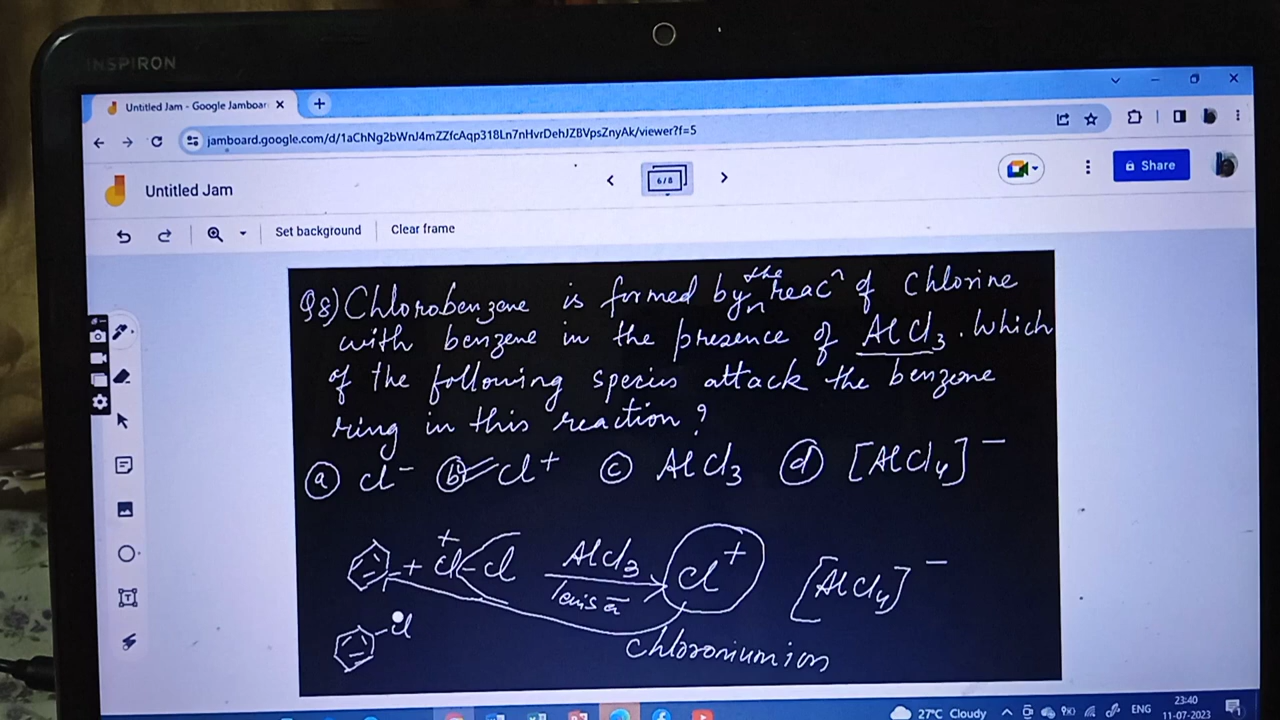 INSPIRON
Untitled Jam - Google Jamboar
jamboard.google.com/d/1aChNg2bWnJ4mZZfcAqp318Ln7nHvrDehJZBVpsZnyAk/viewer?f=5
Untitled Jam
6/8
Share
Set background
Clear frame
Q8) Chlorobenzene is formed by the reacⁿ of Chlorine
with benzene in the presence of AlCl₃. Which
of the following species attack the benzene
ring in this reaction?
(a) Cl⁻ (b) Cl⁺ (c) AlCl₃ (d) [AlCl₄]⁻
+ Cl⁺-Cl AlCl₃ Cl⁺ [AlCl₄]⁻
lewis a
Cl
Chloronium ion
27°C Cloudy
ENG
23:40
11-07-2023